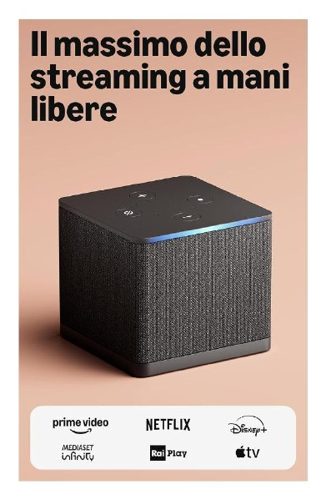 Il massimo dello
streaming a mani
libere
prime video
NETFLIX
Disney+
MEDIASET
infinity
Rai Play
tv